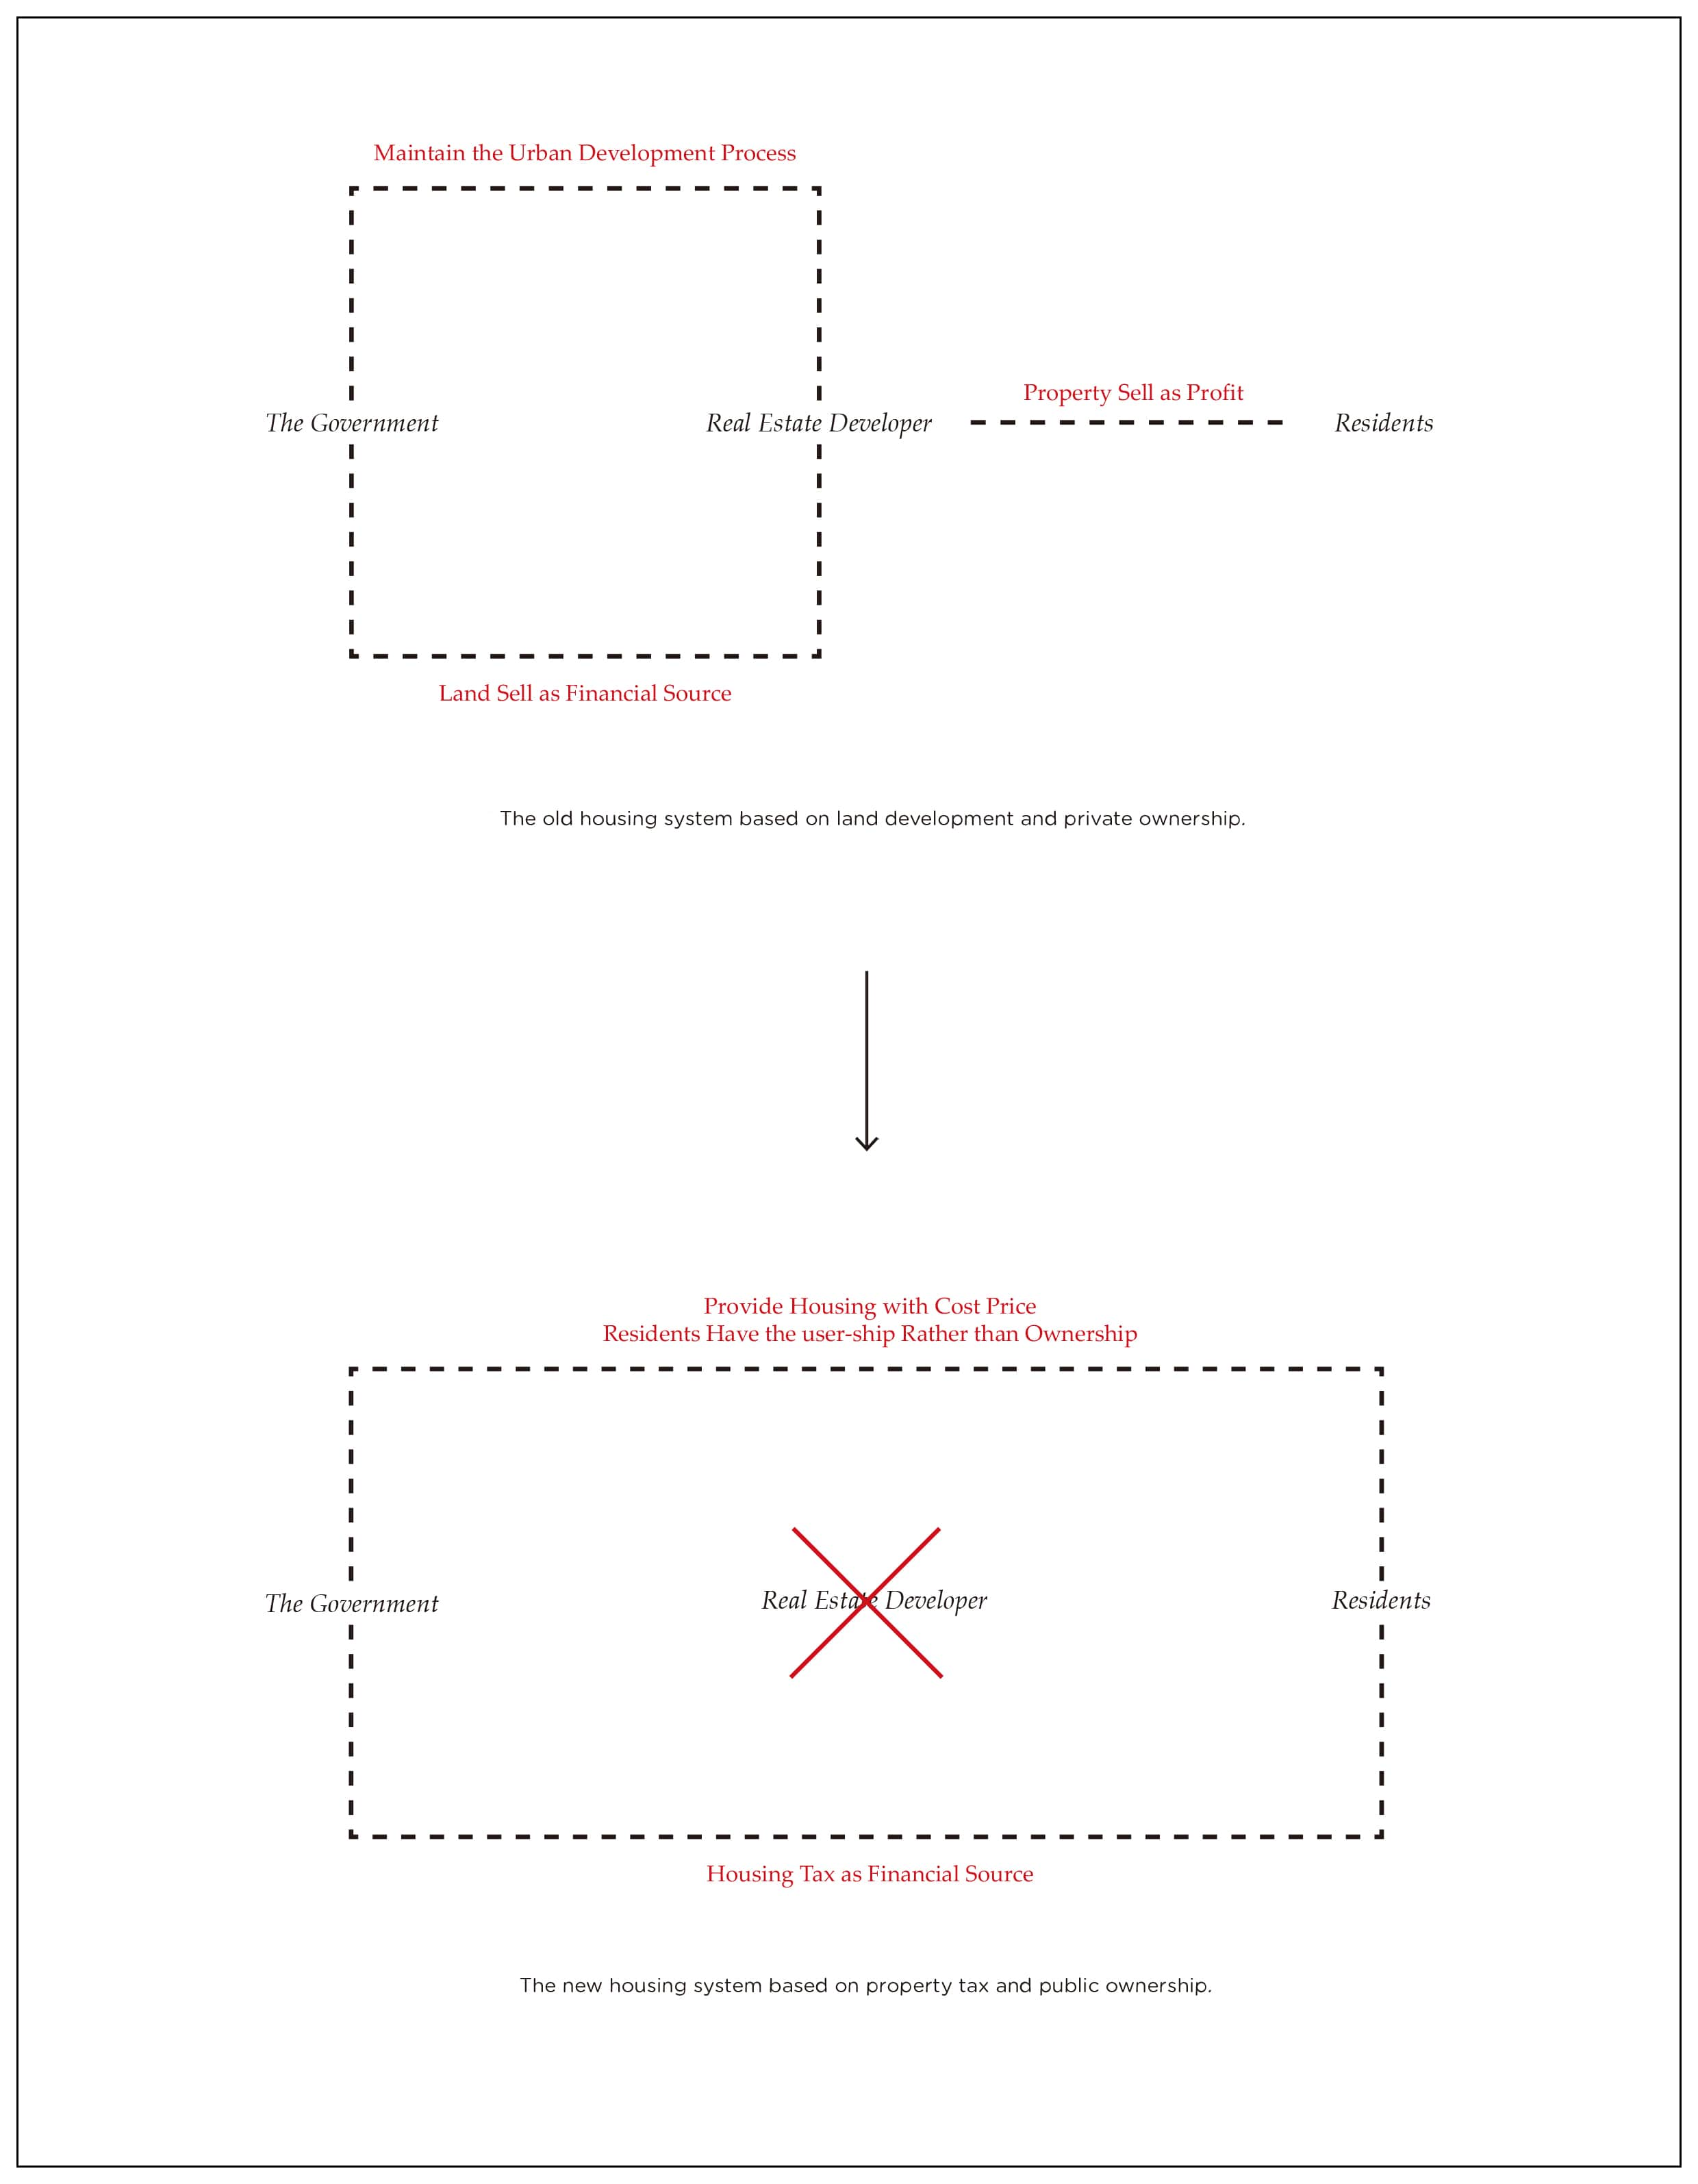 Maintain the Urban Development Process
Property Sell as Profit
The Government
Real Estate Developer
Residents
Land Sell as Financial Source
The old housing system based on land development and private ownership.
Provide Housing with Cost Price
Residents Have the user-ship Rather than Ownership
The Government
Real Estate Developer
Residents
Housing Tax as Financial Source
The new housing system based on property tax and public ownership.